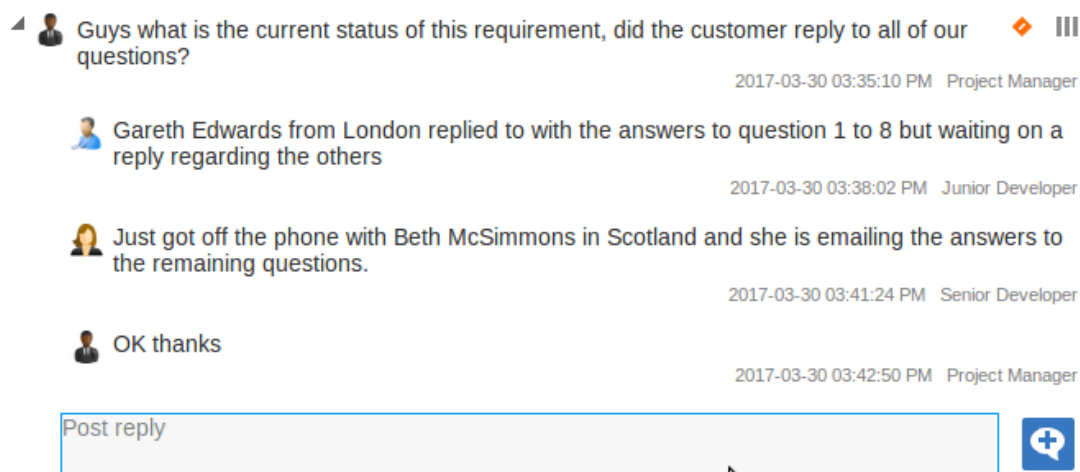 Guys what is the current status of this requirement, did the customer reply to all of our
questions?
2017-03-30 03:35:10 PM Project Manager
Gareth Edwards from London replied to with the answers to question 1 to 8 but waiting on a
reply regarding the others
2017-03-30 03:38:02 PM Junior Developer
Just got off the phone with Beth McSimmons in Scotland and she is emailing the answers to
the remaining questions.
2017-03-30 03:41:24 PM Senior Developer
OK thanks
2017-03-30 03:42:50 PM Project Manager
Post reply